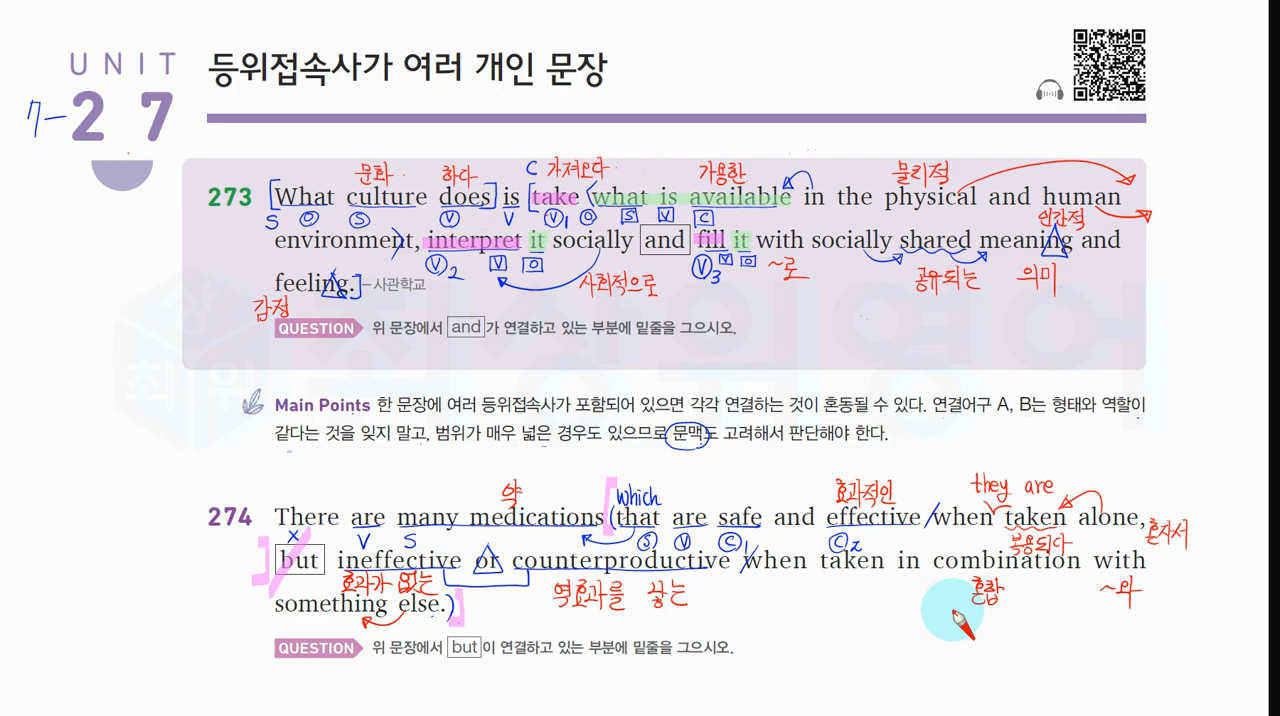 UNIT
등위접속사가 여러 개인 문장
7-27
문화 하다 C 가져오다 가용한 물리적
273 [What culture does] is [take (what is available in the physical and human
S O S V V V1 O S V C 인간적
environment), interpret it socially and fill it with socially shared meaning and
V2 V O 사회적으로 V3 V O ~로 공유되는 의미
feeling.] – 사관학교
감정
QUESTION 위 문장에서 and가 연결하고 있는 부분에 밑줄을 그으시오.
Main Points 한 문장에 여러 등위접속사가 포함되어 있으면 각각 연결하는 것이 혼동될 수 있다. 연결어구 A, B는 형태와 역할이
같다는 것을 잊지 말고, 범위가 매우 넓은 경우도 있으므로 문맥도 고려해서 판단해야 한다.
약 which 효과적인 they are
274 There are many medications (that are safe and effective / when taken alone,
X V S S V C1 C2 복용되다 혼자서
but ineffective or counterproductive / when taken in combination with
효과가 없는 역효과를 낳는 혼합 ~와
something else.)
QUESTION 위 문장에서 but이 연결하고 있는 부분에 밑줄을 그으시오.
최상위영어